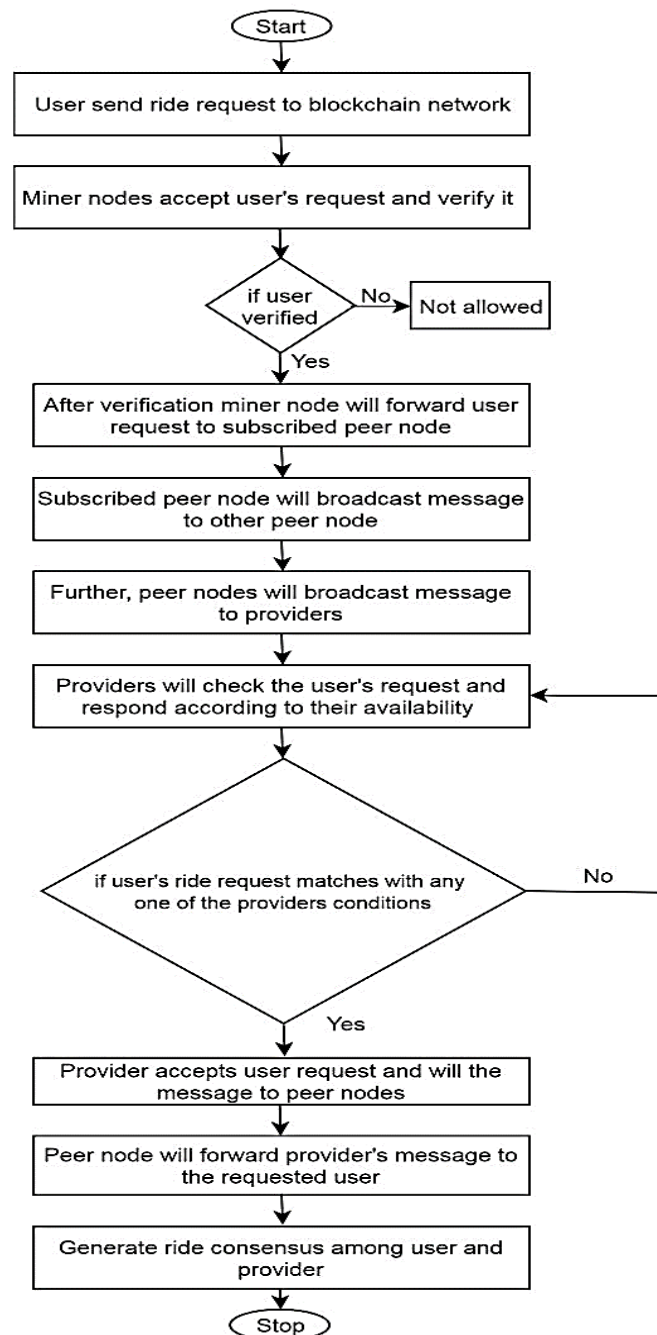 Start
User send ride request to blockchain network
Miner nodes accept user's request and verify it
if user
verified
No
Not allowed
Yes
After verification miner node will forward user
request to subscribed peer node
Subscribed peer node will broadcast message
to other peer node
Further, peer nodes will broadcast message
to providers
Providers will check the user's request and
respond according to their availability
if user's ride request matches with any
one of the providers conditions
No
Yes
Provider accepts user request and will the
message to peer nodes
Peer node will forward provider's message to
the requested user
Generate ride consensus among user and
provider
Stop